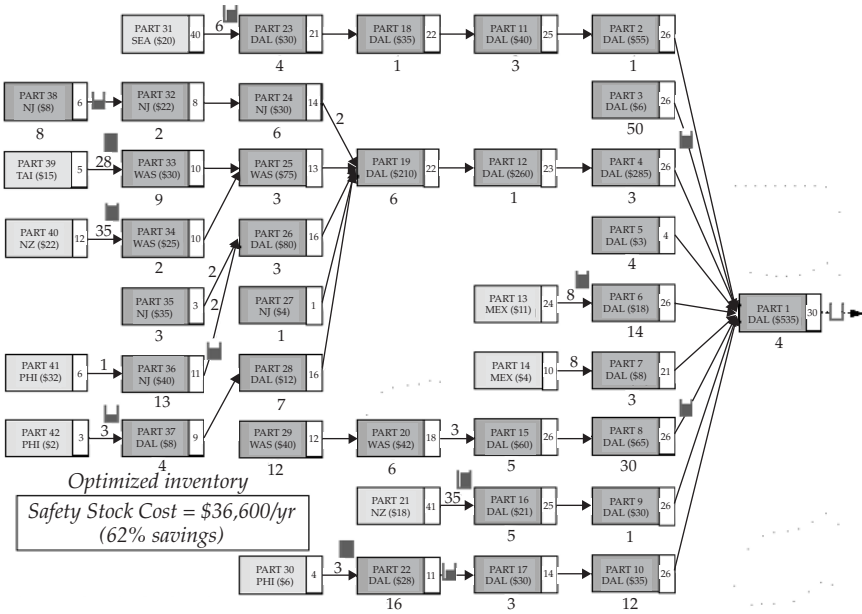 PART 31
SEA ($20)
40
6
PART 23
DAL ($30)
21
4
PART 18
DAL ($35)
22
1
PART 11
DAL ($40)
25
3
PART 2
DAL ($55)
26
1
PART 38
NJ ($8)
6
8
PART 32
NJ ($22)
8
2
PART 24
NJ ($30)
14
6
2
PART 3
DAL ($6)
26
50
PART 39
TAI ($15)
5
28
PART 33
WAS ($30)
10
9
PART 25
WAS ($75)
13
3
PART 19
DAL ($210)
22
6
PART 12
DAL ($260)
23
1
PART 4
DAL ($285)
26
3
PART 40
NZ ($22)
12
35
PART 34
WAS ($25)
10
2
PART 26
DAL ($80)
16
3
PART 5
DAL ($3)
4
4
PART 35
NJ ($35)
3
3
2
2
PART 27
NJ ($4)
1
1
PART 13
MEX ($11)
24
8
PART 6
DAL ($18)
26
14
PART 1
DAL ($535)
30
4
PART 41
PHI ($32)
6
1
PART 36
NJ ($40)
11
13
PART 28
DAL ($12)
16
7
PART 14
MEX ($4)
10
8
PART 7
DAL ($8)
21
3
PART 42
PHI ($2)
3
3
PART 37
DAL ($8)
9
4
PART 29
WAS ($40)
12
12
PART 20
WAS ($42)
18
6
3
PART 15
DAL ($60)
26
5
PART 8
DAL ($65)
26
30
Optimized inventory
Safety Stock Cost = $36,600/yr
(62% savings)
PART 21
NZ ($18)
41
35
PART 16
DAL ($21)
25
5
PART 9
DAL ($30)
26
1
PART 30
PHI ($6)
4
3
PART 22
DAL ($28)
11
16
PART 17
DAL ($30)
14
3
PART 10
DAL ($35)
26
12